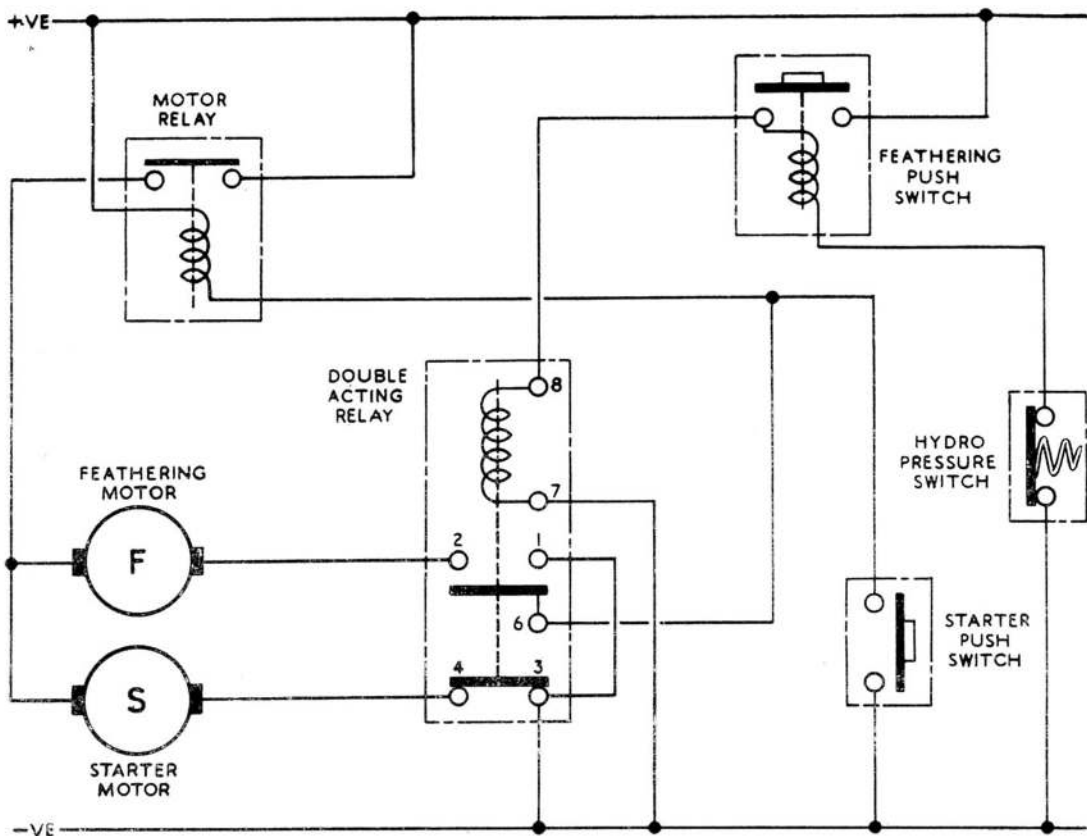 +VE
MOTOR
RELAY
FEATHERING
PUSH
SWITCH
DOUBLE
ACTING
RELAY
8
7
2
1
6
4
3
FEATHERING
MOTOR
F
S
STARTER
MOTOR
HYDRO
PRESSURE
SWITCH
STARTER
PUSH
SWITCH
-VE